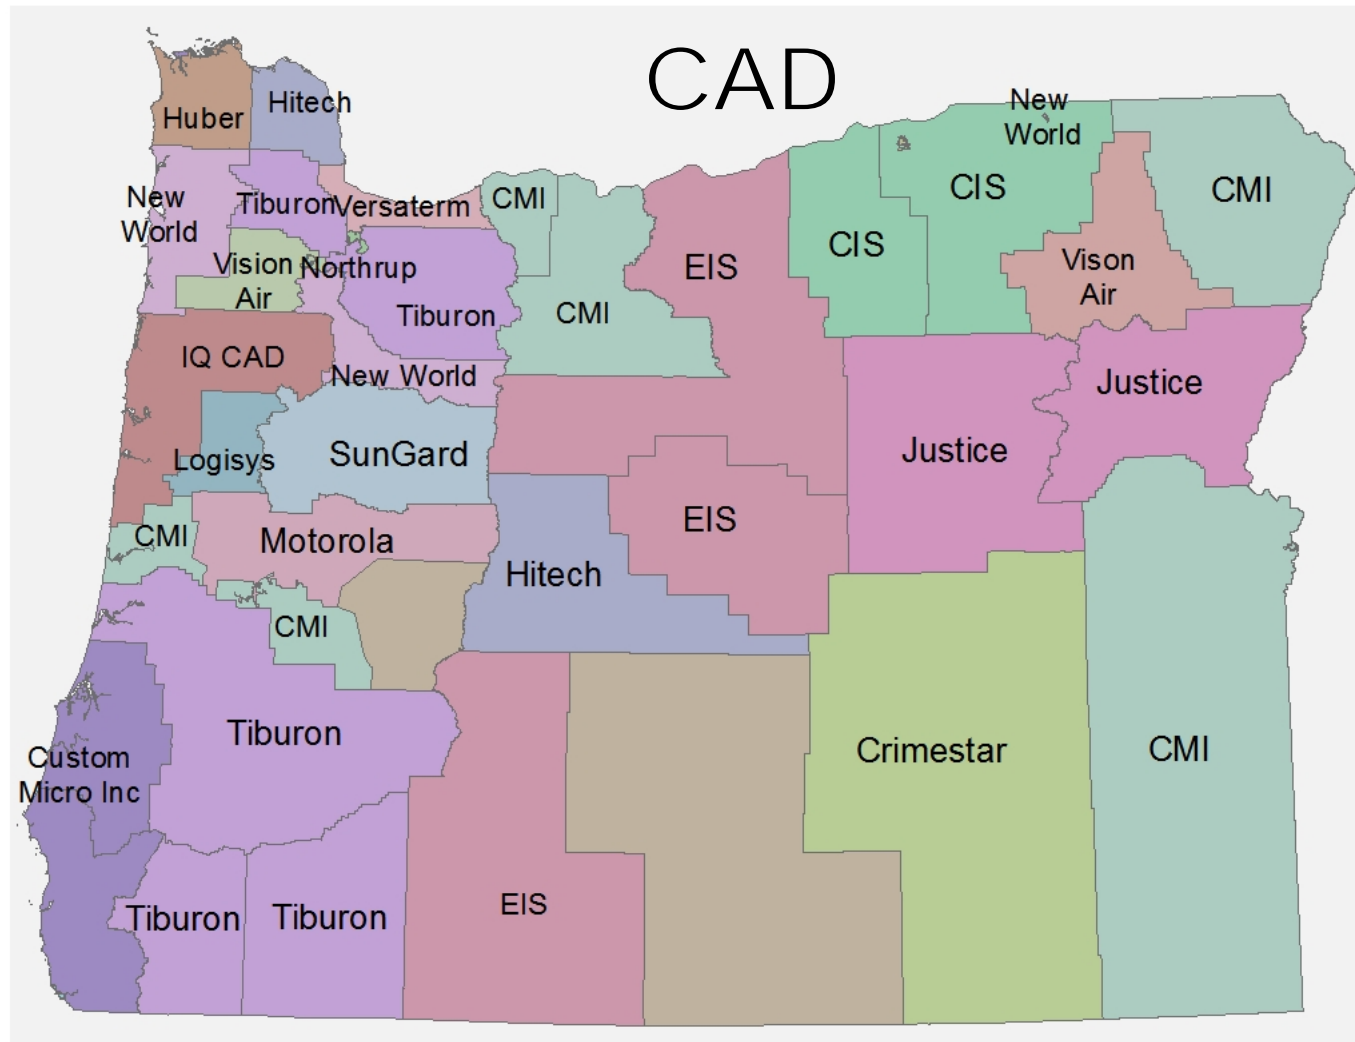 CAD
Huber
Hitech
New
World
Tiburon
Versaterm
CMI
New
World
CIS
CMI
Vision
Air
Northrup
Tiburon
CMI
EIS
CIS
Vison
Air
IQ CAD
New World
Logisys
SunGard
Justice
Justice
CMI
Motorola
Hitech
EIS
CMI
Tiburon
Custom
Micro Inc
Crimestar
CMI
Tiburon
Tiburon
EIS